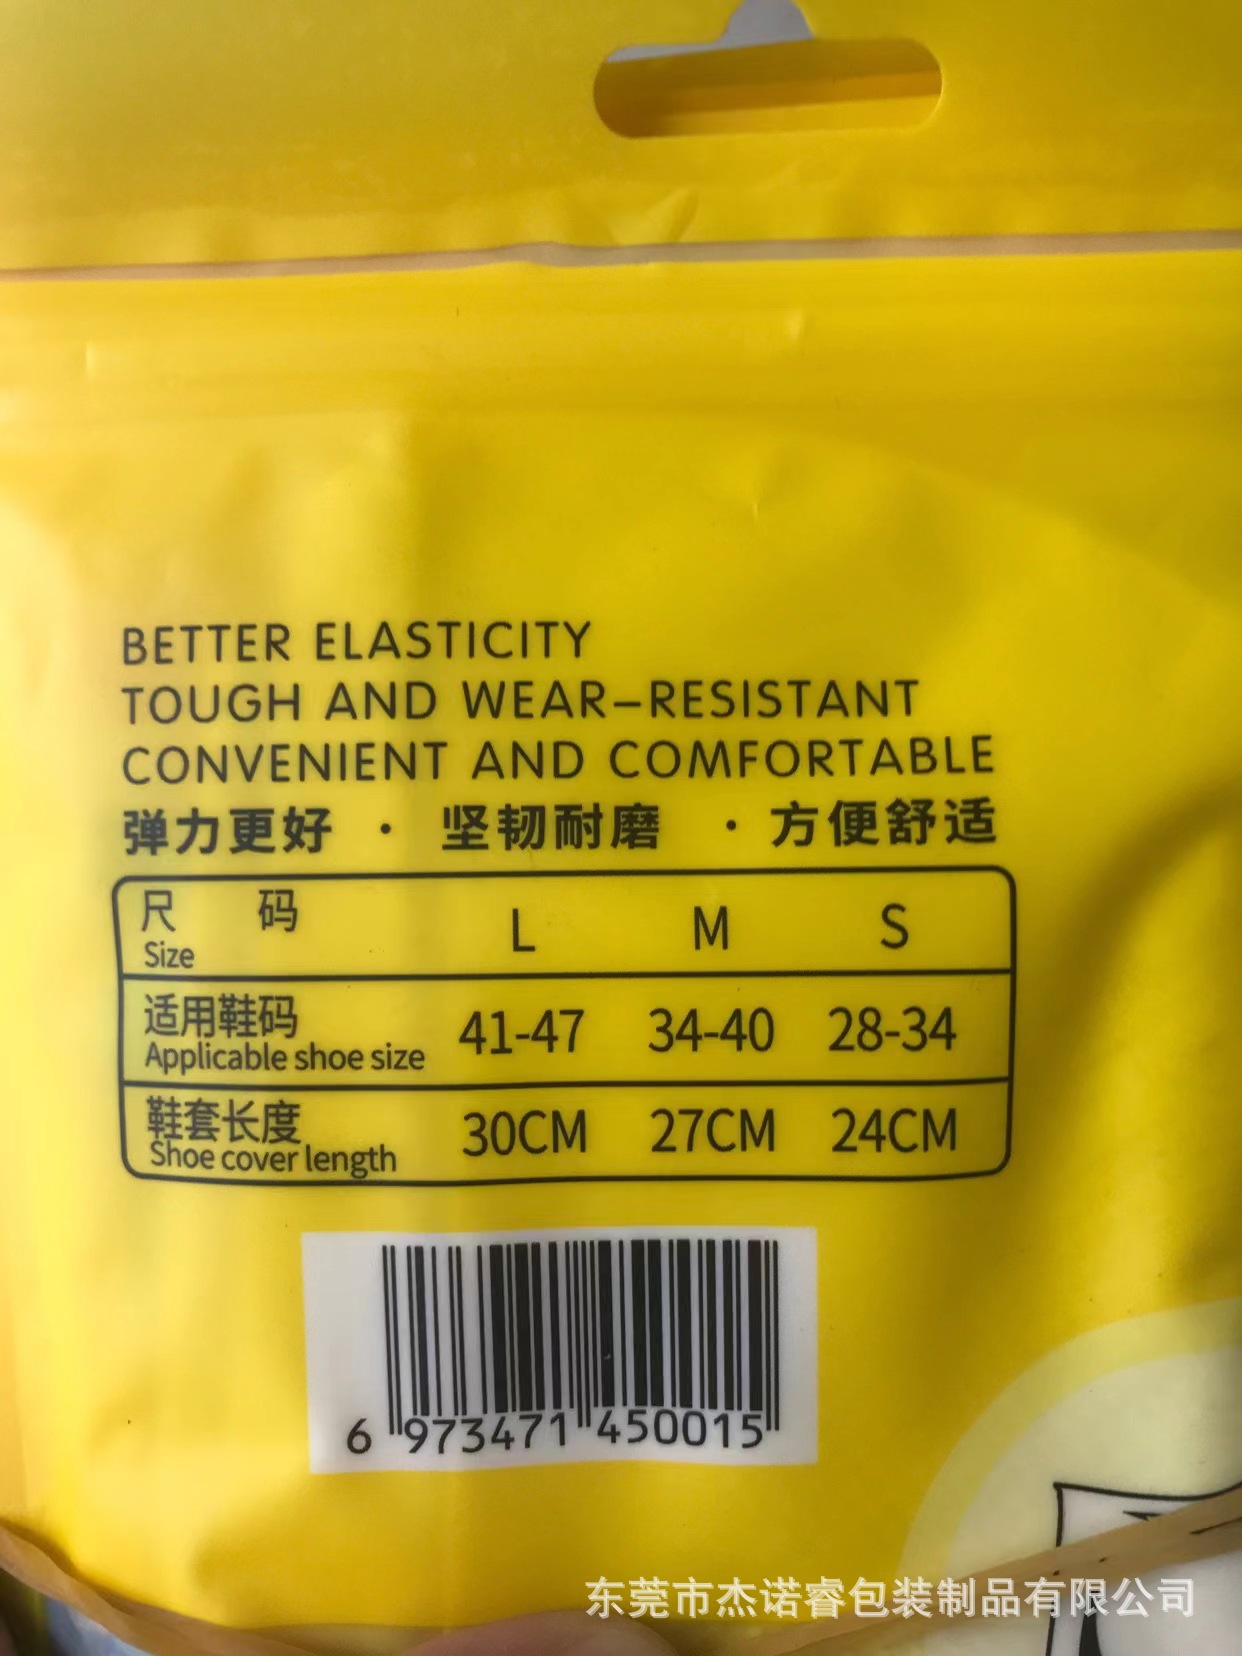 BETTER ELASTICITY
TOUGH AND WEAR-RESISTANT
CONVENIENT AND COMFORTABLE
弹力更好 · 坚韧耐磨 · 方便舒适
尺 码 L M S
Size
适用鞋码 41-47 34-40 28-34
Applicable shoe size
鞋套长度 30CM 27CM 24CM
Shoe cover length
6 973471 450015
东莞市杰诺睿包装制品有限公司